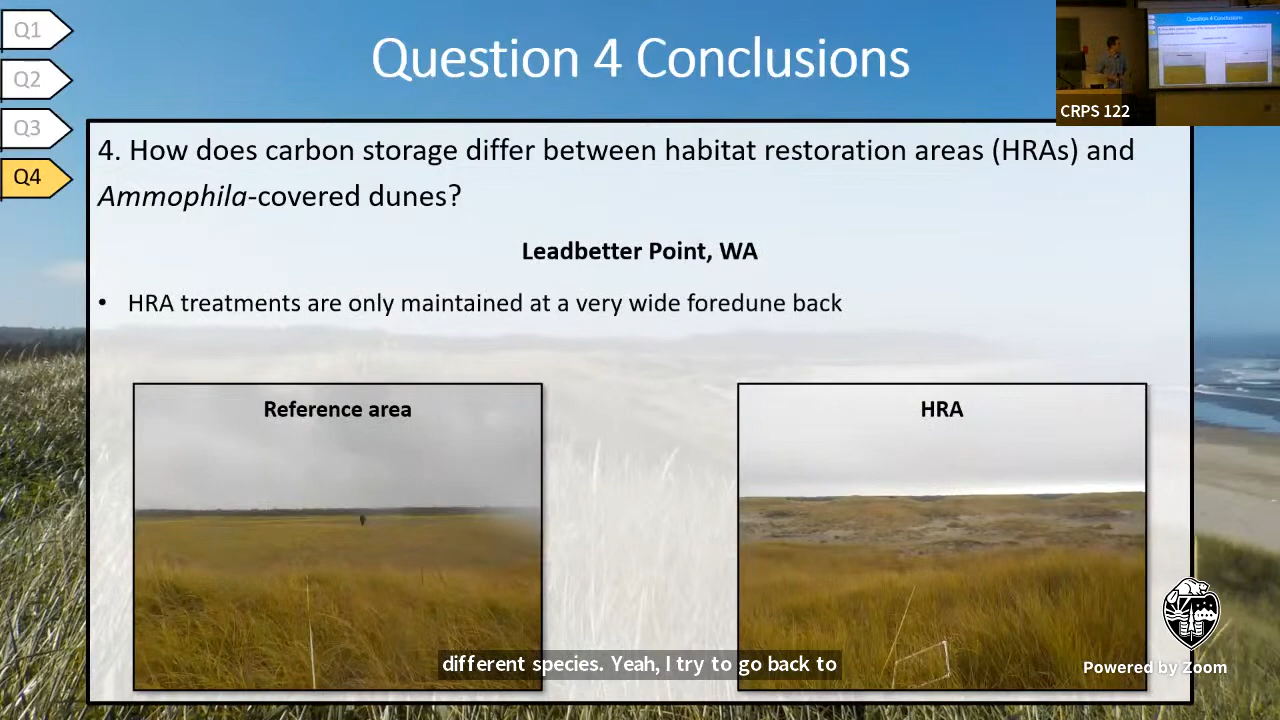 Q1
Q2
Q3
Q4
Question 4 Conclusions
CRPS 122
4. How does carbon storage differ between habitat restoration areas (HRAs) and
Ammophila-covered dunes?
Leadbetter Point, WA
• HRA treatments are only maintained at a very wide foredune back
Reference area
HRA
different species. Yeah, I try to go back to
Powered by Zoom